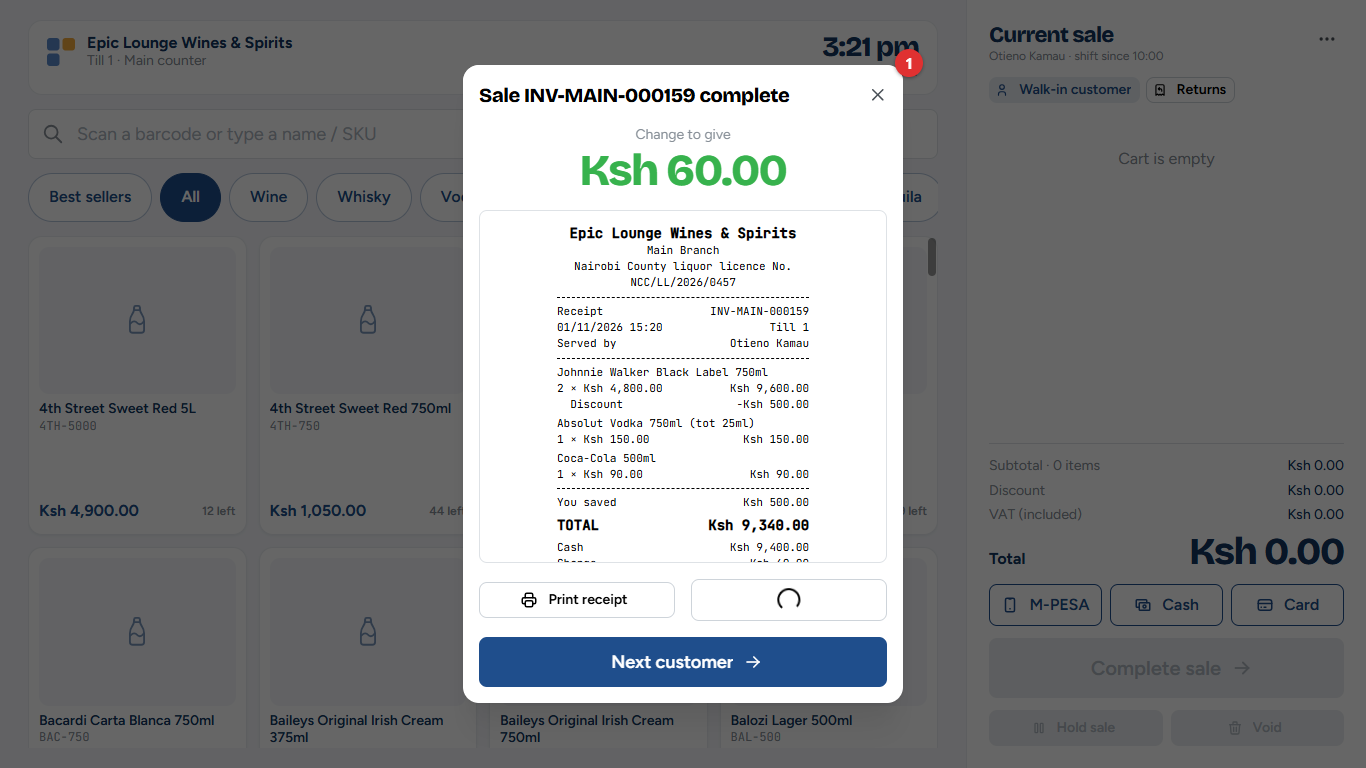 Epic Lounge Wines & Spirits
Till 1 · Main counter
3:21 pm
Scan a barcode or type a name / SKU
Best sellers
All
Wine
Whisky
4th Street Sweet Red 5L
4TH-5000
Ksh 4,900.00
12 left
4th Street Sweet Red 750ml
4TH-750
Ksh 1,050.00
44 left
left
Bacardi Carta Blanca 750ml
BAC-750
Baileys Original Irish Cream
375ml
Baileys Original Irish Cream
750ml
Balozi Lager 500ml
BAL-500
1
Sale INV-MAIN-000159 complete
Change to give
Ksh 60.00
Epic Lounge Wines & Spirits
Main Branch
Nairobi County liquor licence No.
NCC/LL/2026/0457
Receipt INV-MAIN-000159
01/11/2026 15:20 Till 1
Served by Otieno Kamau
Johnnie Walker Black Label 750ml
2 × Ksh 4,800.00 Ksh 9,600.00
Discount -Ksh 500.00
Absolut Vodka 750ml (tot 25ml)
1 × Ksh 150.00 Ksh 150.00
Coca-Cola 500ml
1 × Ksh 90.00 Ksh 90.00
You saved Ksh 500.00
TOTAL Ksh 9,340.00
Cash Ksh 9,400.00
Change Ksh 60.00
Print receipt
Next customer
Current sale
Otieno Kamau · shift since 10:00
Walk-in customer
Returns
Cart is empty
Subtotal · 0 items Ksh 0.00
Discount Ksh 0.00
VAT (included) Ksh 0.00
Total Ksh 0.00
M-PESA
Cash
Card
Complete sale
Hold sale
Void